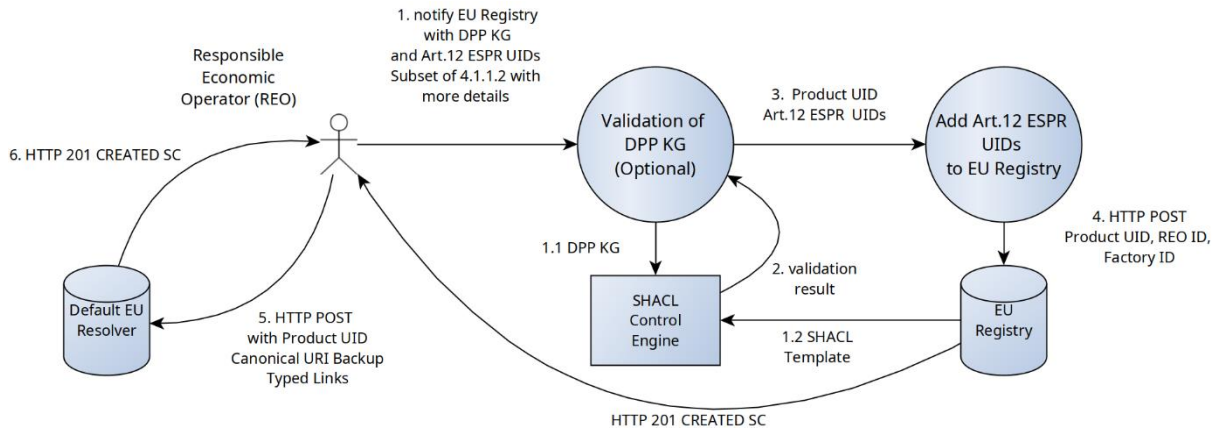 1. notify EU Registry
with DPP KG
and Art.12 ESPR UIDs
Subset of 4.1.1.2 with
more details
Responsible
Economic
Operator (REO)
Validation of
DPP KG
(Optional)
3. Product UID
Art.12 ESPR UIDs
Add Art.12 ESPR
UIDs
to EU Registry
6. HTTP 201 CREATED SC
1.1 DPP KG
4. HTTP POST
Product UID, REO ID,
Factory ID
2. validation
result
Default EU
Resolver
5. HTTP POST
with Product UID
Canonical URI Backup
Typed Links
SHACL
Control
Engine
1.2 SHACL
Template
EU
Registry
HTTP 201 CREATED SC